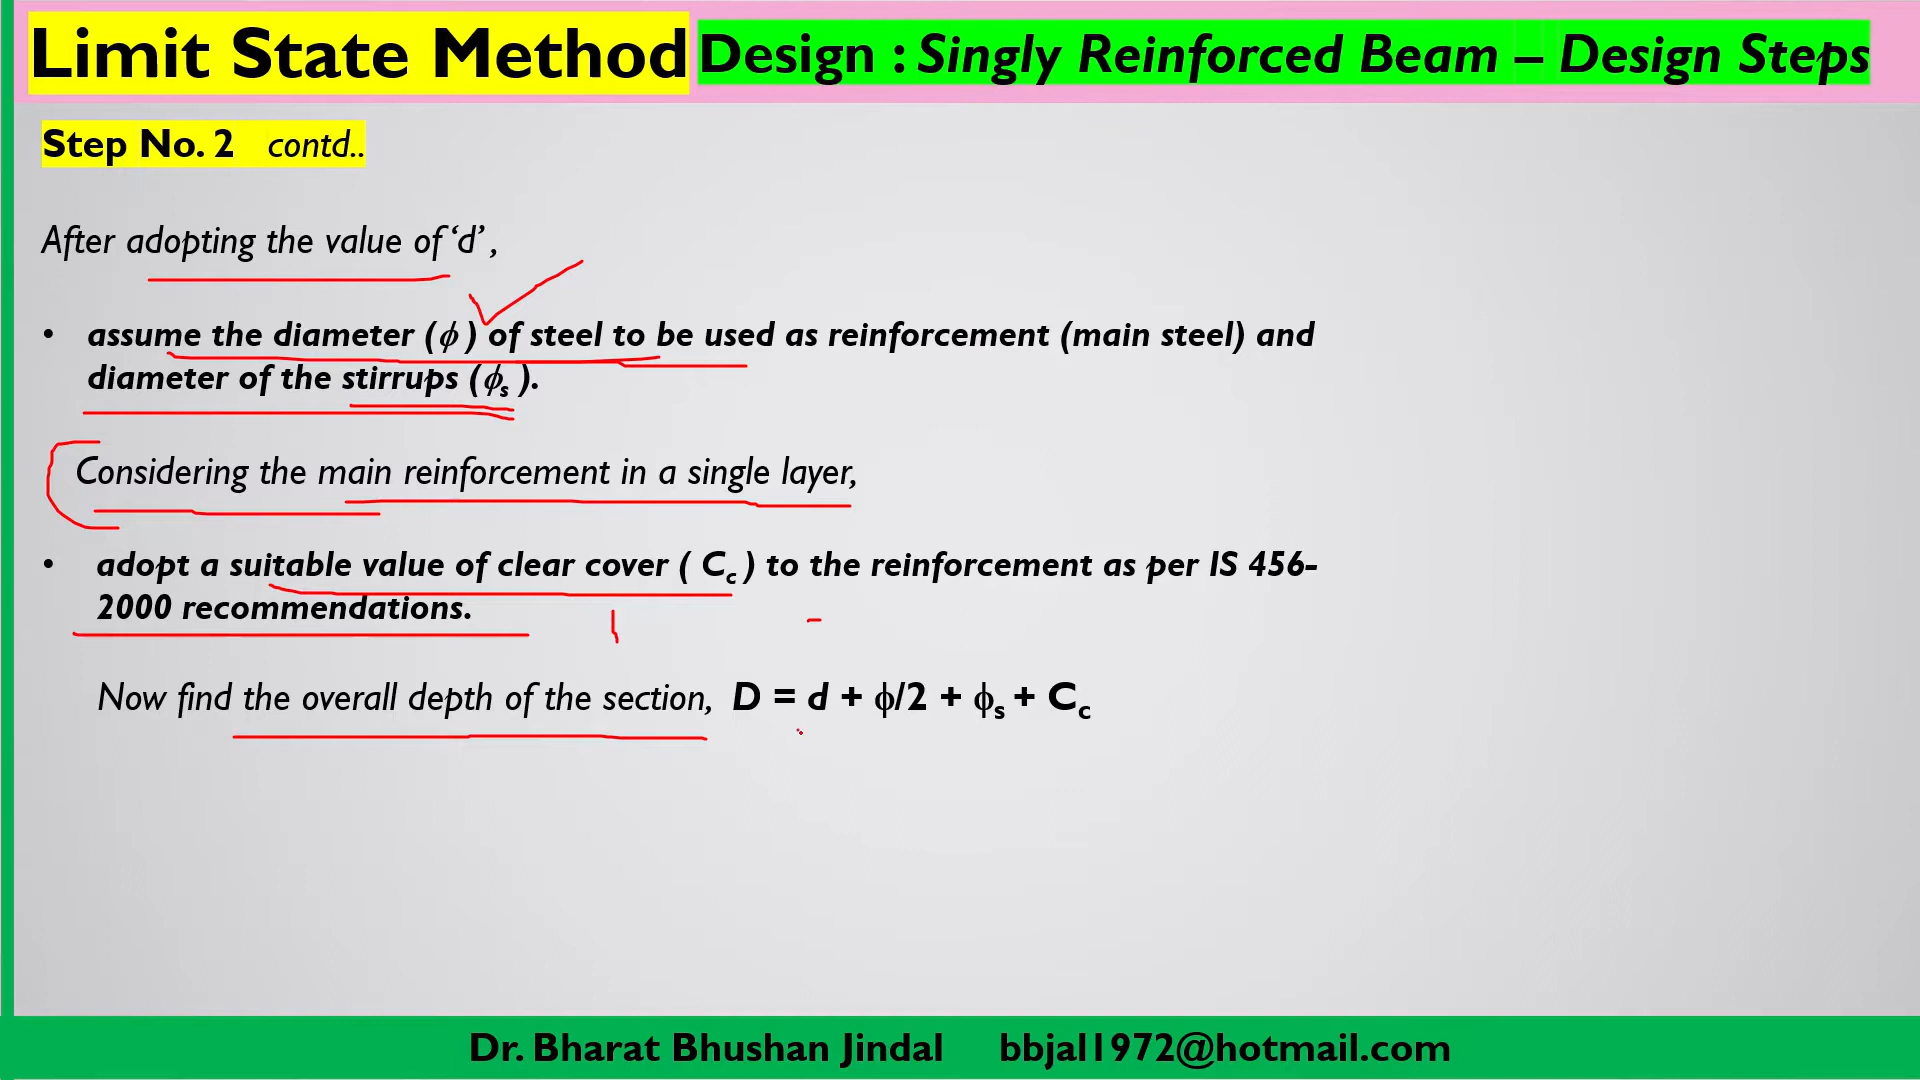 Limit State Method Design : Singly Reinforced Beam – Design Steps
Step No. 2 contd..
After adopting the value of ‘d’ ,
• assume the diameter (ϕ ) of steel to be used as reinforcement (main steel) and
diameter of the stirrups (ϕs ).
Considering the main reinforcement in a single layer,
• adopt a suitable value of clear cover ( Cc ) to the reinforcement as per IS 456-
2000 recommendations.
Now find the overall depth of the section, D = d + ϕ/2 + ϕs + Cc
Dr. Bharat Bhushan Jindal bbjal1972@hotmail.com